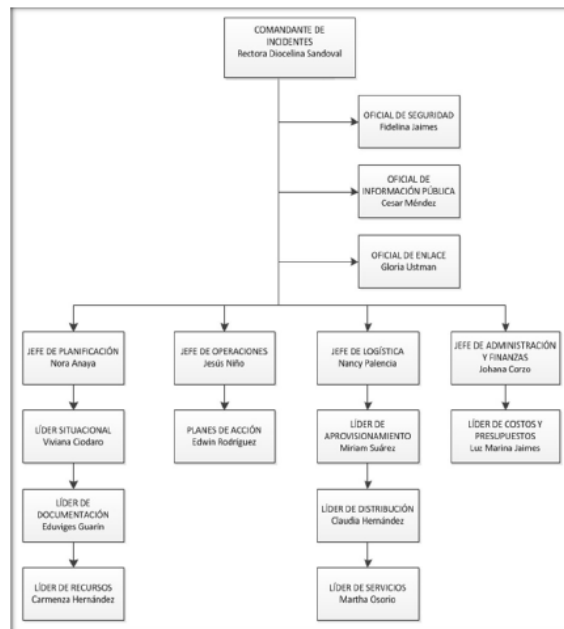 COMANDANTE DE
INCIDENTES
Rectora Diocelina Sandoval
OFICIAL DE SEGURIDAD
Fidelina Jaimes
OFICIAL DE
INFORMACIÓN PÚBLICA
Cesar Méndez
OFICIAL DE ENLACE
Gloria Ustman
JEFE DE PLANIFICACIÓN
Nora Anaya
JEFE DE OPERACIONES
Jesús Niño
JEFE DE LOGÍSTICA
Nancy Palencia
JEFE DE ADMINISTRACIÓN
Y FINANZAS
Johana Corzo
LÍDER SITUACIONAL
Viviana Ciodaro
PLANES DE ACCIÓN
Edwin Rodríguez
LÍDER DE
APROVISIONAMIENTO
Miriam Suárez
LÍDER DE COSTOS Y
PRESUPUESTOS
Luz Marina Jaimes
LÍDER DE
DOCUMENTACIÓN
Eduviges Guarín
LÍDER DE DISTRIBUCIÓN
Claudia Hernández
LÍDER DE RECURSOS
Carmenza Hernández
LÍDER DE SERVICIOS
Martha Osorio